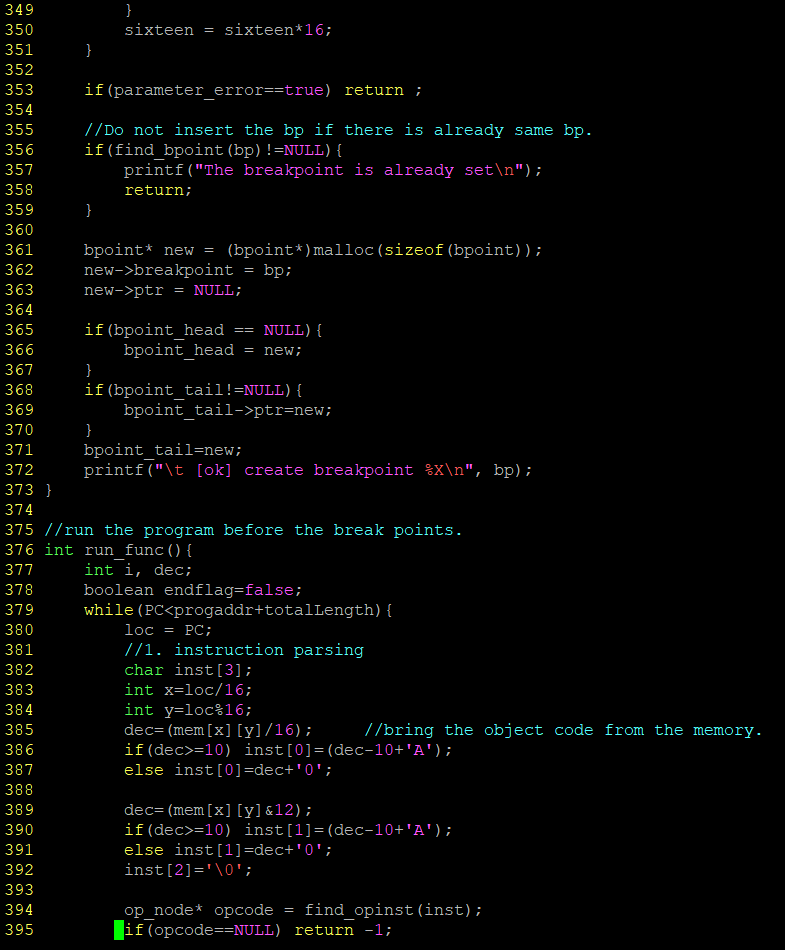 349         }
350         sixteen = sixteen*16;
351     }
352
353     if(parameter_error==true) return ;
354
355     //Do not insert the bp if there is already same bp.
356     if(find_bpoint(bp)!=NULL){
357         printf("The breakpoint is already set\n");
358         return;
359     }
360
361     bpoint* new = (bpoint*)malloc(sizeof(bpoint));
362     new->breakpoint = bp;
363     new->ptr = NULL;
364
365     if(bpoint_head == NULL){
366         bpoint_head = new;
367     }
368     if(bpoint_tail!=NULL){
369         bpoint_tail->ptr=new;
370     }
371     bpoint_tail=new;
372     printf("\t [ok] create breakpoint %X\n", bp);
373 }
374
375 //run the program before the break points.
376 int run_func(){
377     int i, dec;
378     boolean endflag=false;
379     while(PC<progaddr+totalLength){
380         loc = PC;
381         //1. instruction parsing
382         char inst[3];
383         int x=loc/16;
384         int y=loc%16;
385         dec=(mem[x][y]/16);     //bring the object code from the memory.
386         if(dec>=10) inst[0]=(dec-10+'A');
387         else inst[0]=dec+'0';
388
389         dec=(mem[x][y]&12);
390         if(dec>=10) inst[1]=(dec-10+'A');
391         else inst[1]=dec+'0';
392         inst[2]='\0';
393
394         op_node* opcode = find_opinst(inst);
395         if(opcode==NULL) return -1;